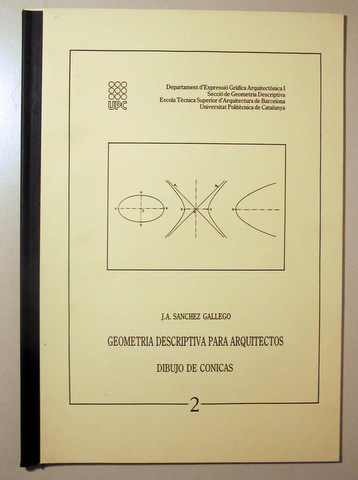 UPC
Departament d'Expressió Gràfica Arquitectònica I
Secció de Geometria Descriptiva
Escola Tècnica Superior d'Arquitectura de Barcelona
Universitat Politècnica de Catalunya
J.A. SANCHEZ GALLEGO
GEOMETRIA DESCRIPTIVA PARA ARQUITECTOS
DIBUJO DE CONICAS
2